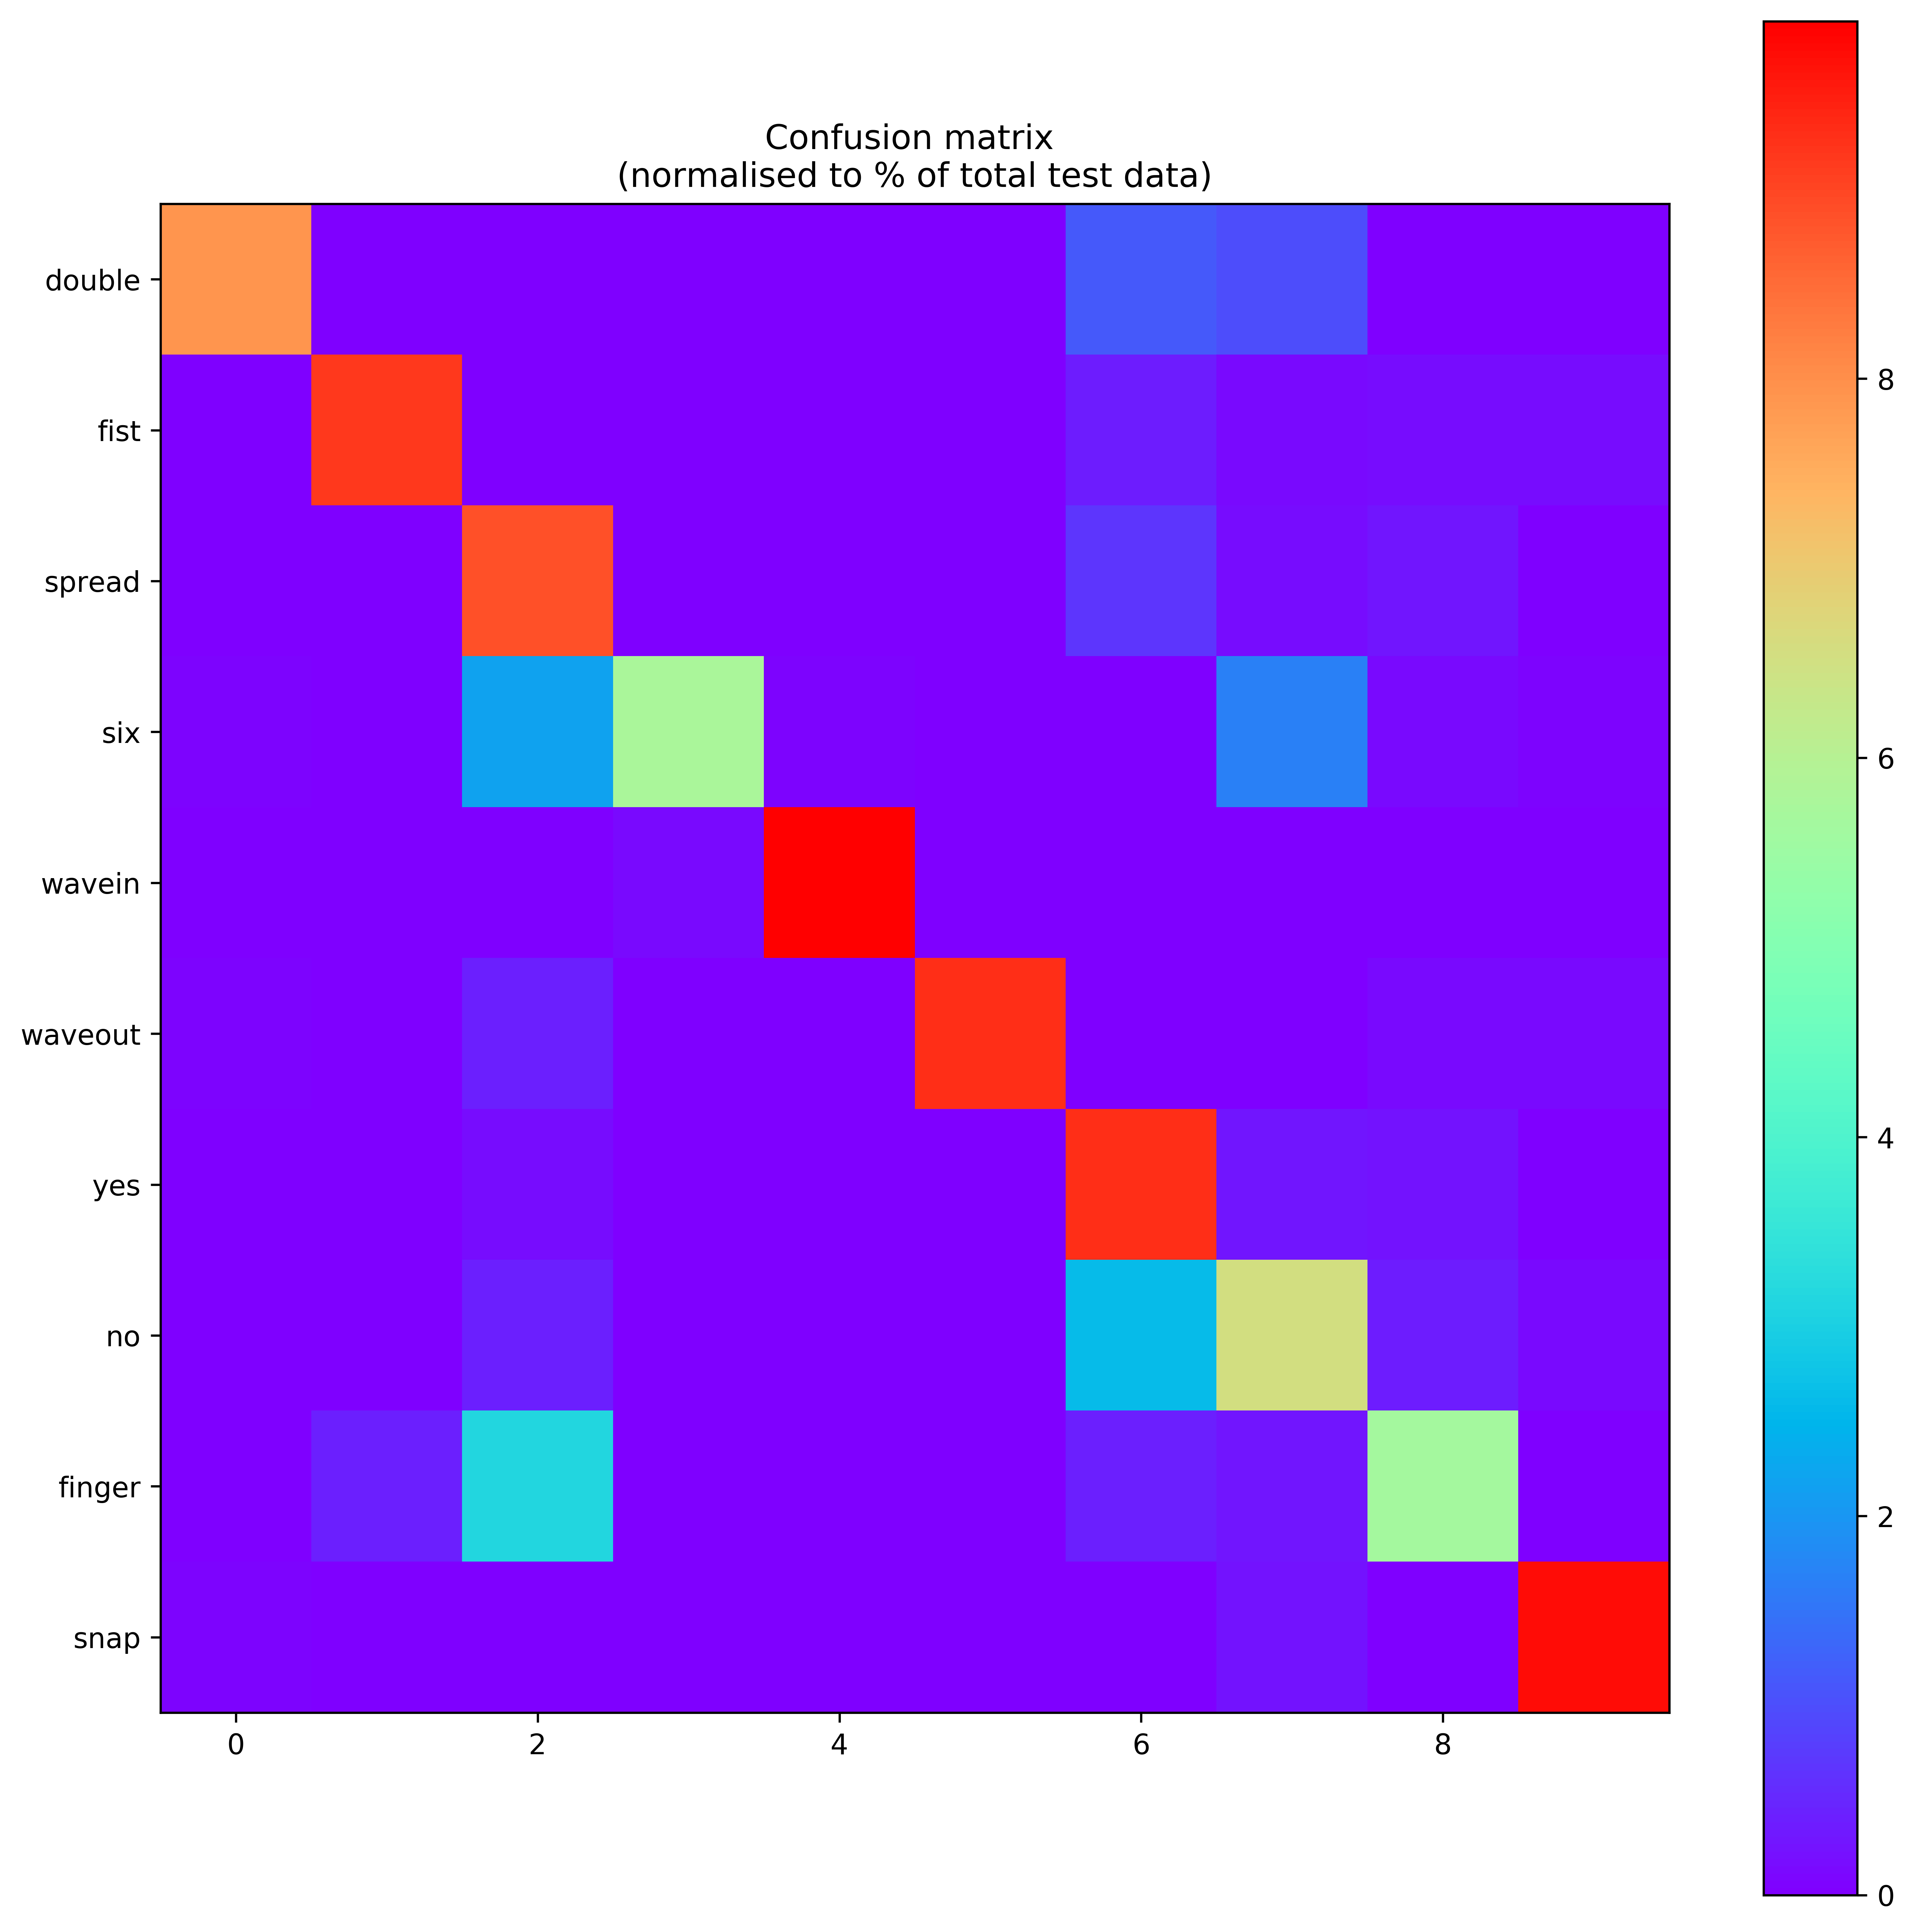 Confusion matrix
(normalised to % of total test data)
double
fist
spread
six
wavein
waveout
yes
no
finger
snap
0 2 4 6 8
8
6
4
2
0